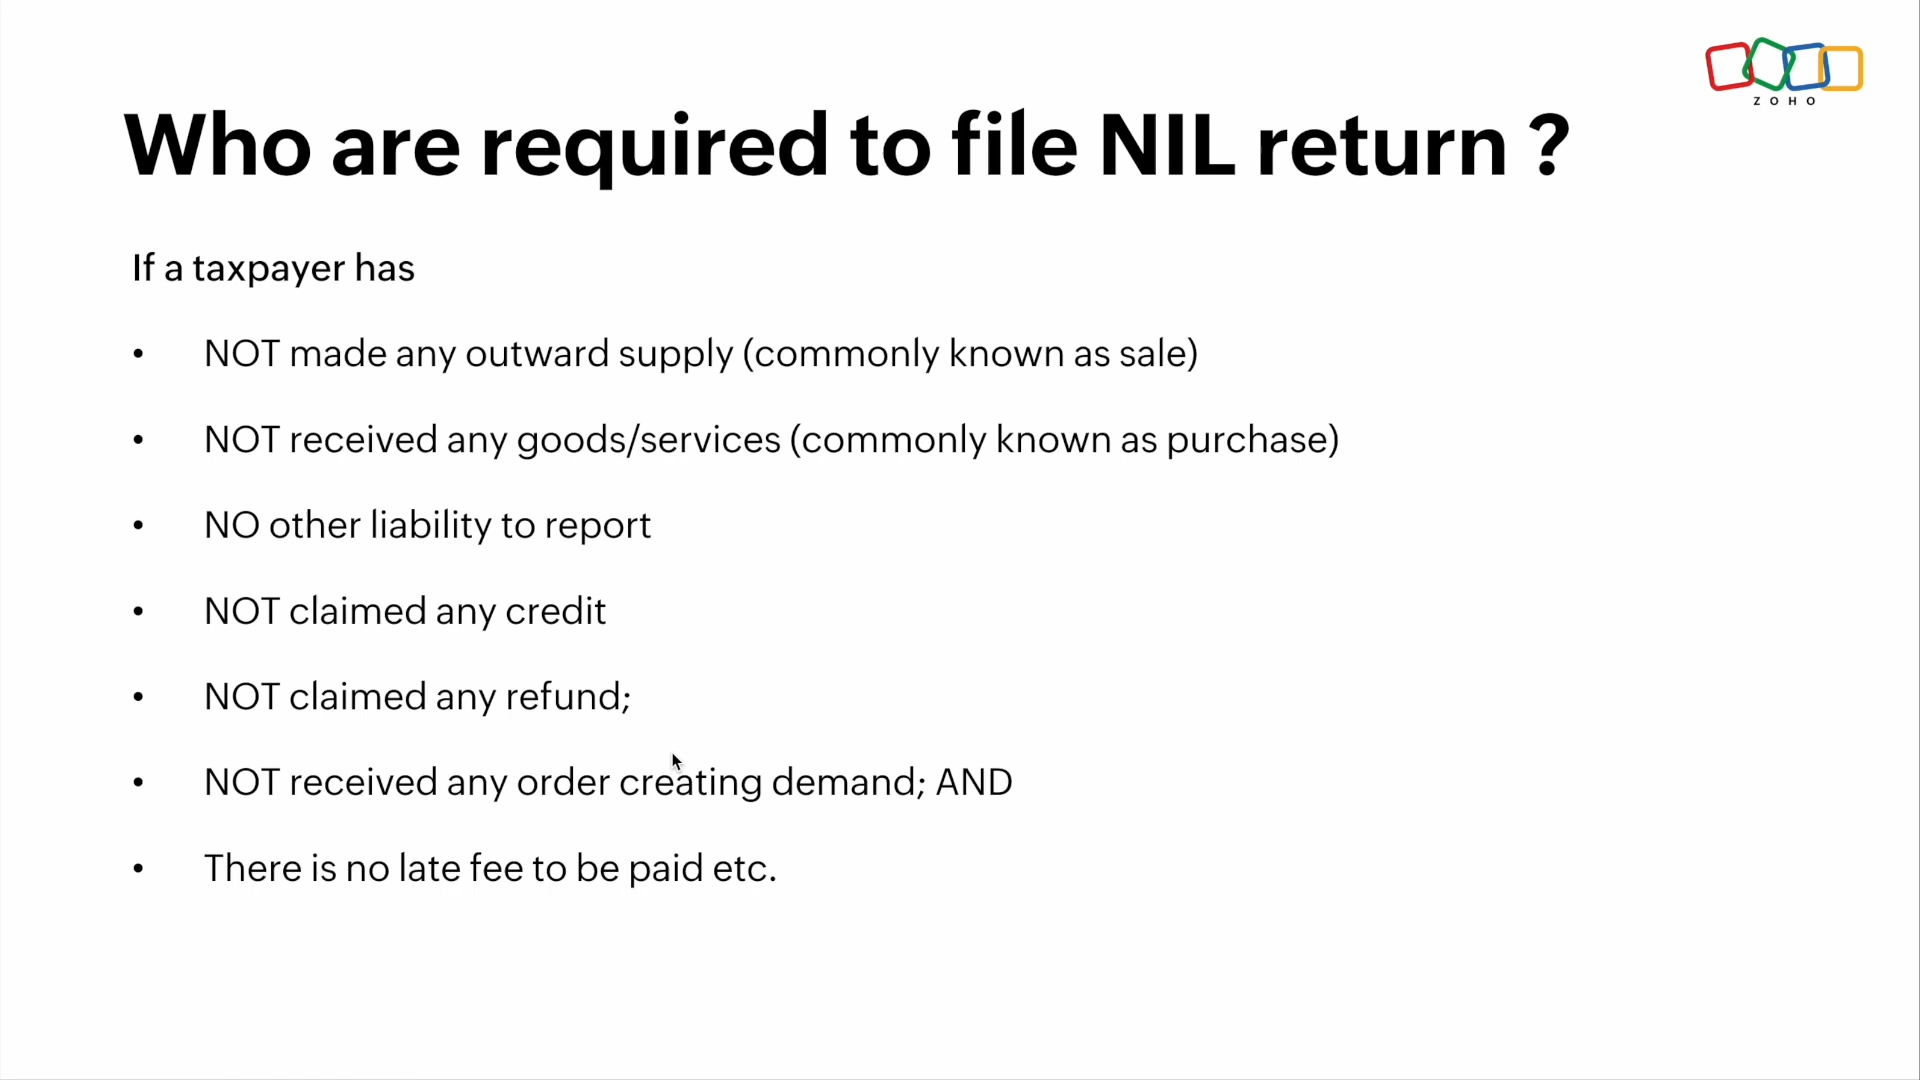 ZOHO
Who are required to file NIL return ?
If a taxpayer has
• NOT made any outward supply (commonly known as sale)
• NOT received any goods/services (commonly known as purchase)
• NO other liability to report
• NOT claimed any credit
• NOT claimed any refund;
• NOT received any order creating demand; AND
• There is no late fee to be paid etc.